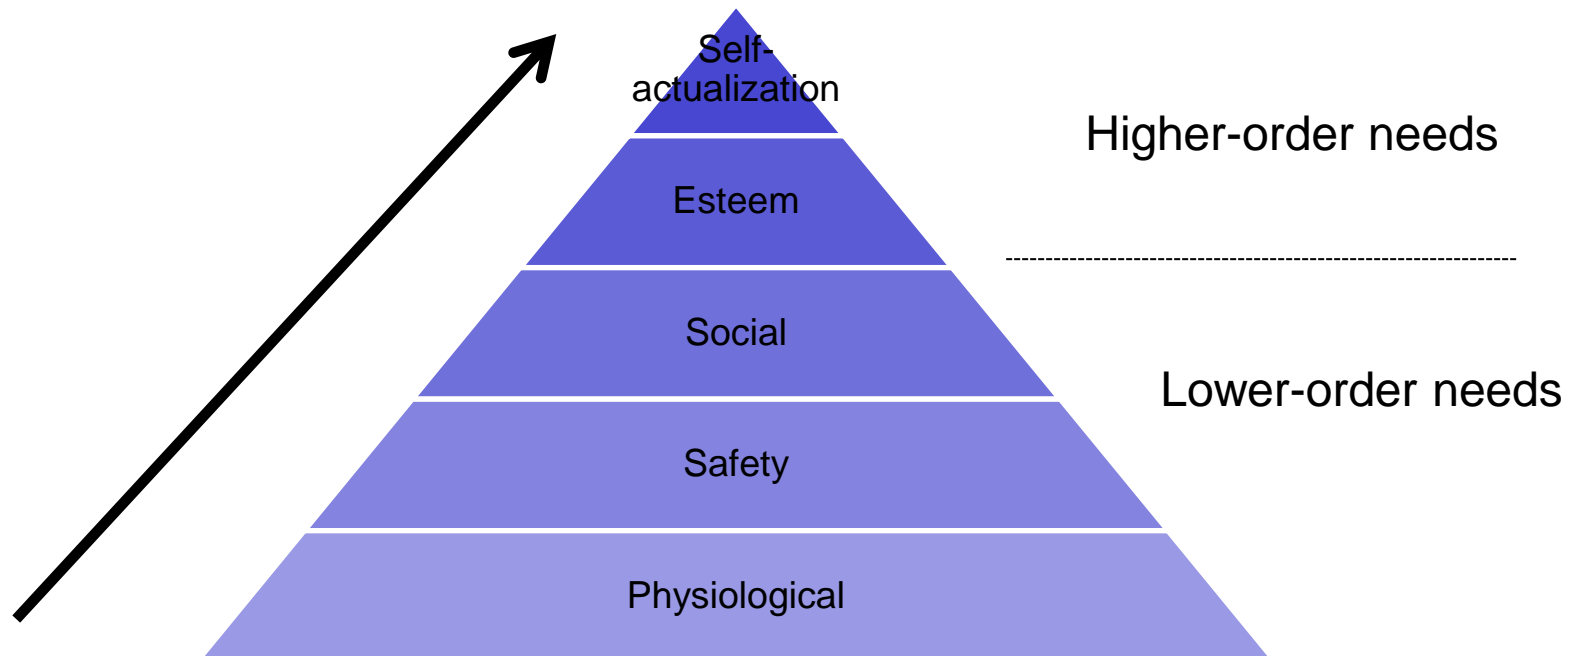 Self-
actualization
Higher-order needs
Esteem
Social
Lower-order needs
Safety
Physiological